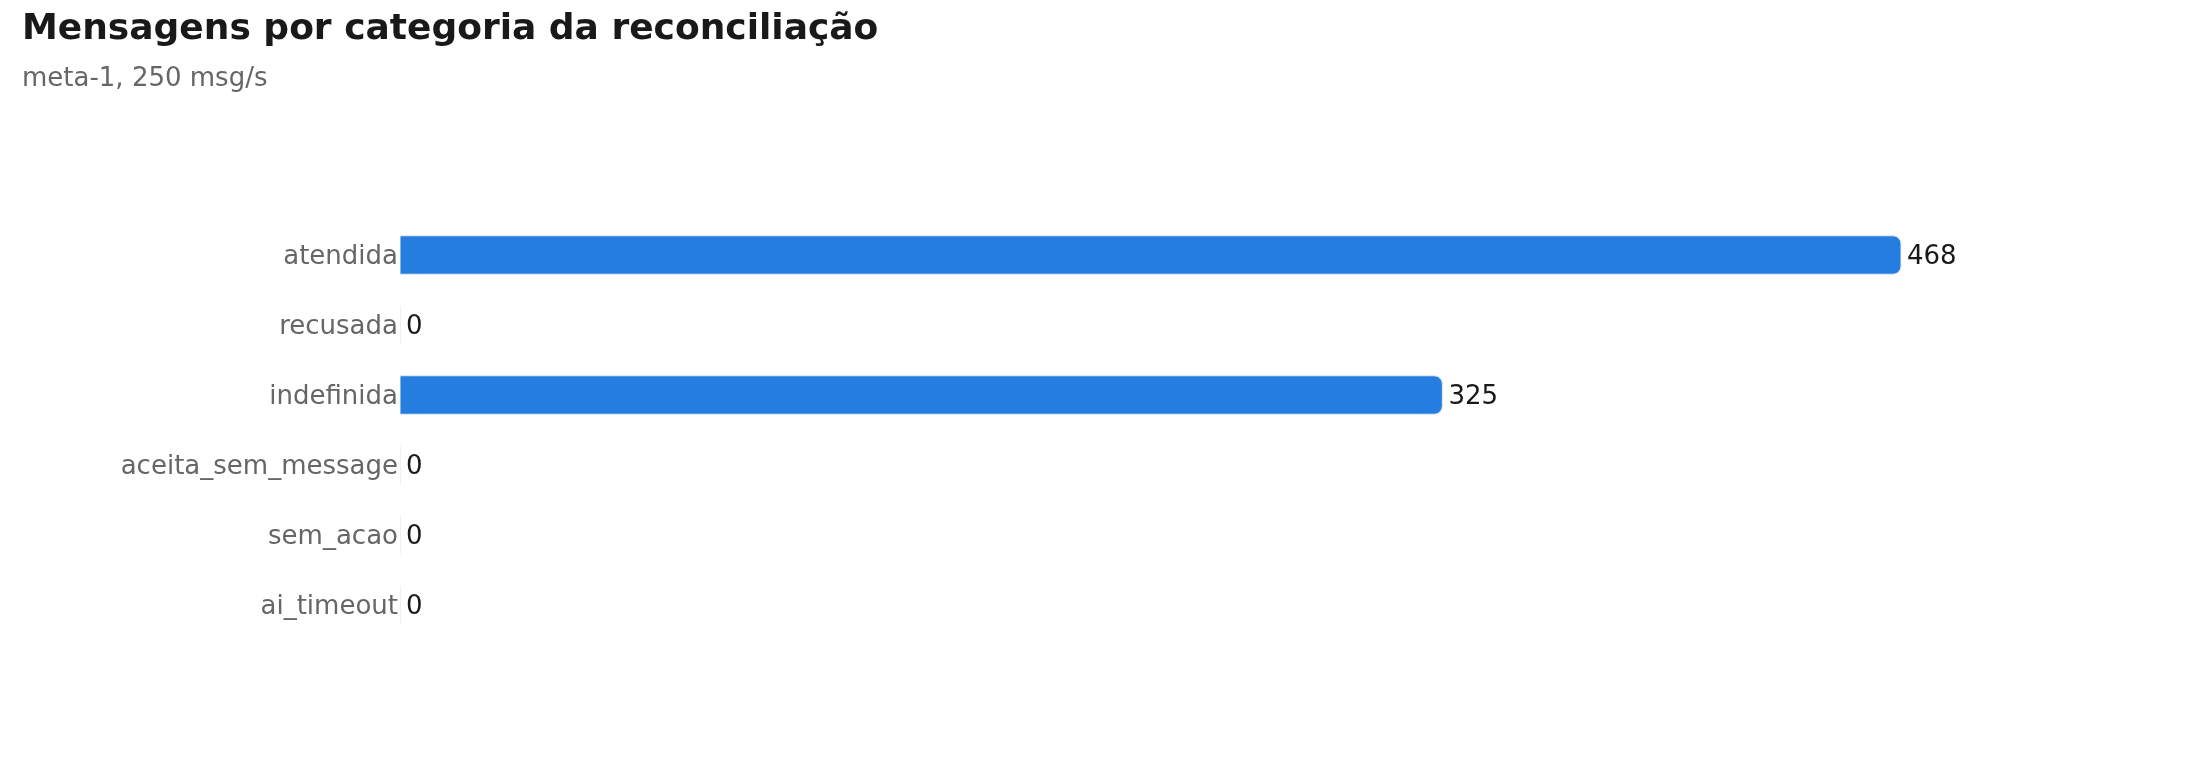 Mensagens por categoria da reconciliação
meta-1, 250 msg/s
atendida 468
recusada 0
indefinida 325
aceita_sem_message 0
sem_acao 0
ai_timeout 0